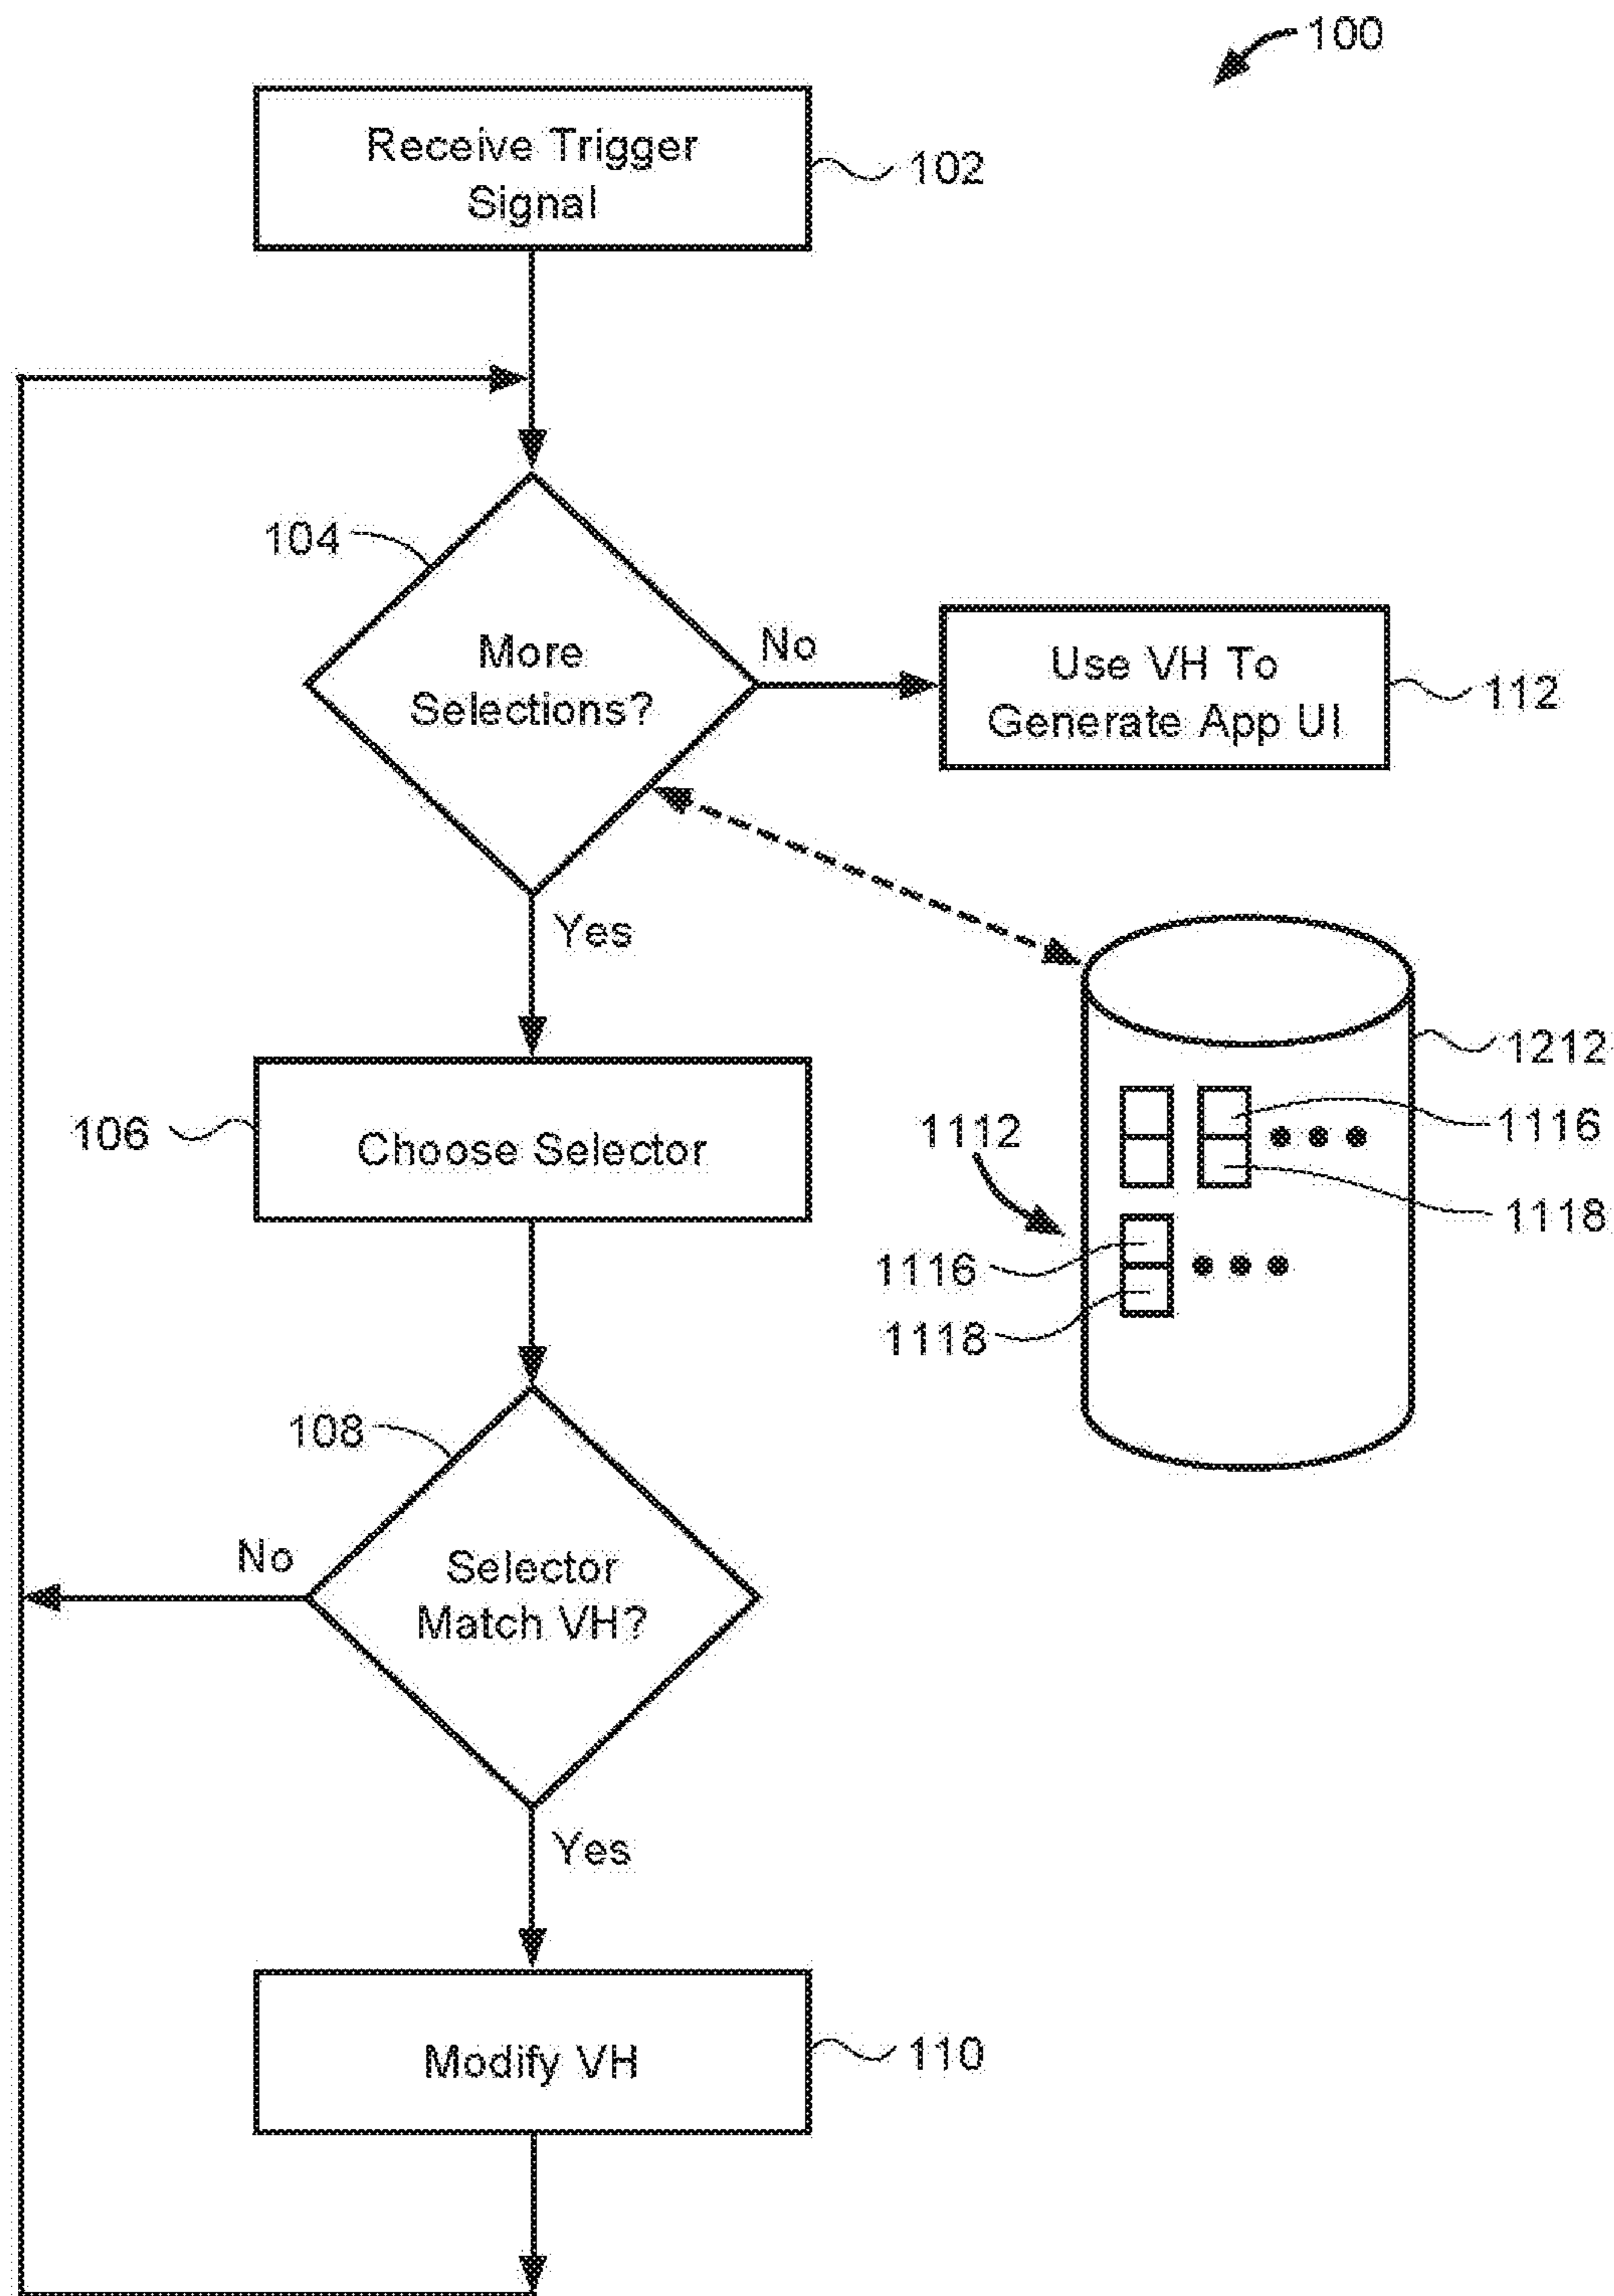 100
Receive Trigger
Signal
102
104
More
Selections?
No
Use VH To
Generate App UI
112
Yes
1212
106
Choose Selector
1112
1116
1118
1116
1118
108
No
Selector
Match VH?
Yes
Modify VH
110